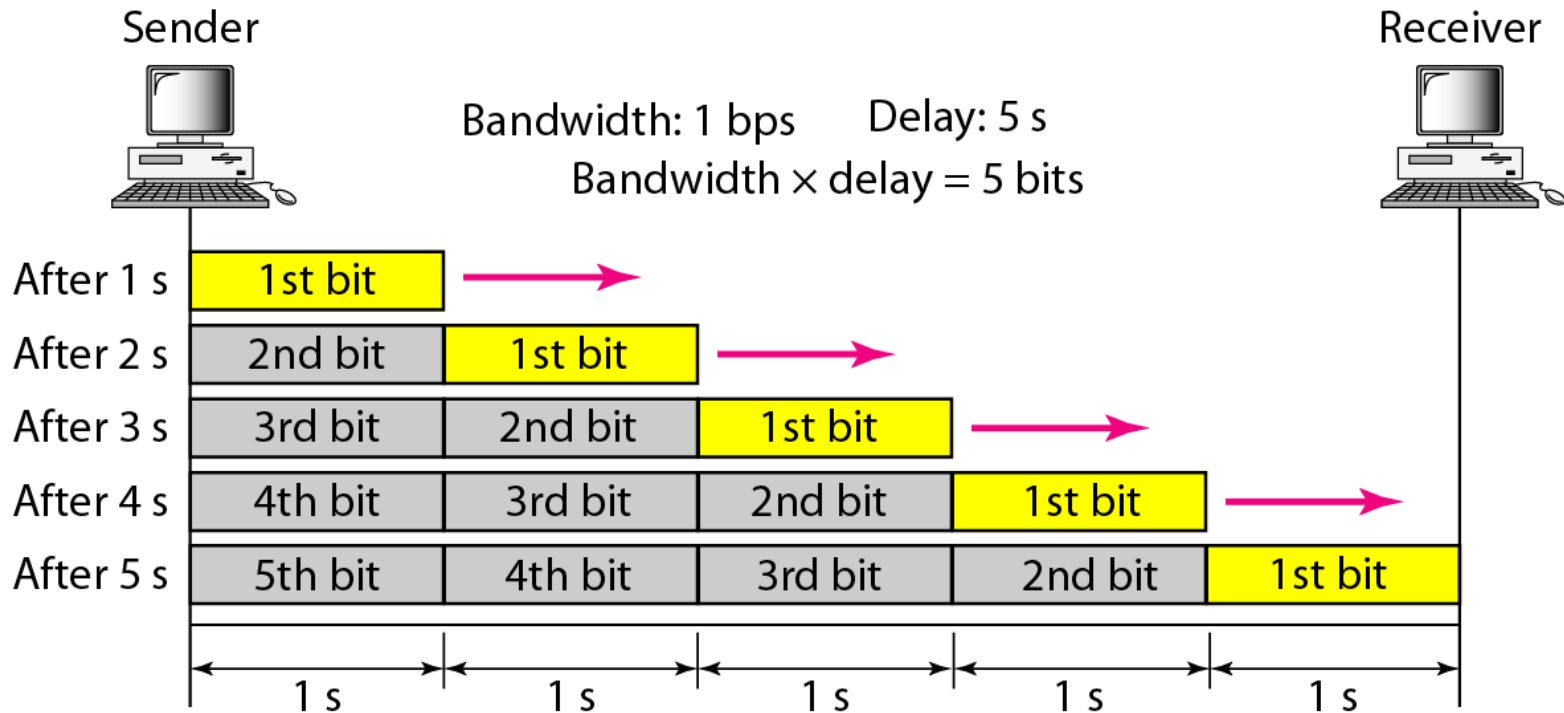 Sender
Receiver
Bandwidth: 1 bps Delay: 5 s
Bandwidth × delay = 5 bits
After 1 s 1st bit
After 2 s 2nd bit 1st bit
After 3 s 3rd bit 2nd bit 1st bit
After 4 s 4th bit 3rd bit 2nd bit 1st bit
After 5 s 5th bit 4th bit 3rd bit 2nd bit 1st bit
1 s 1 s 1 s 1 s 1 s